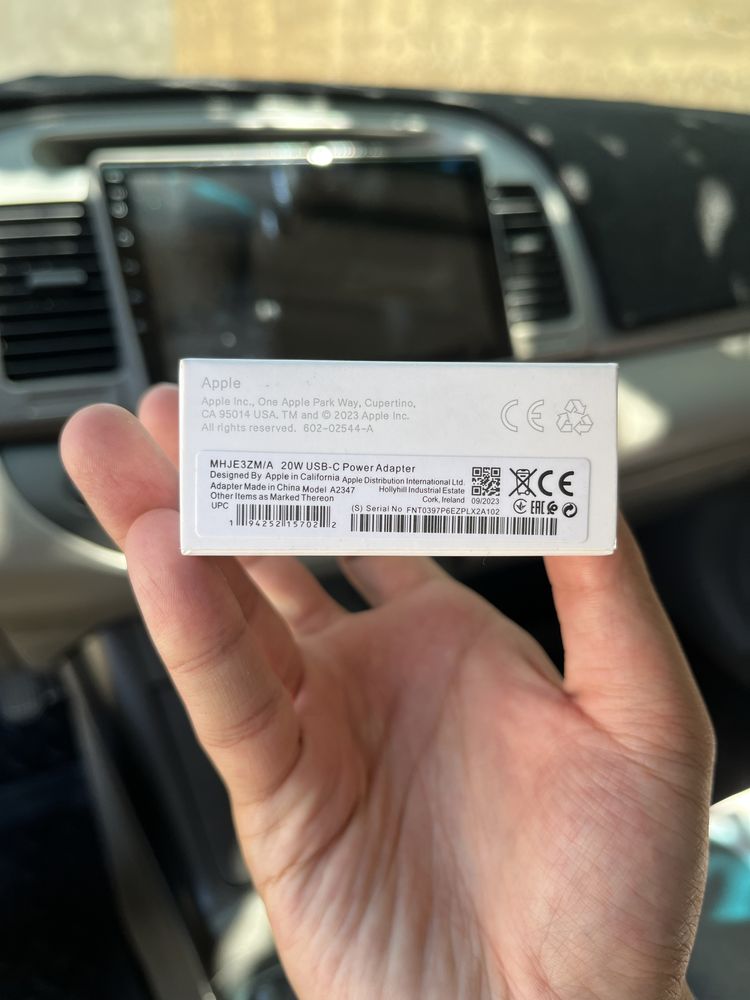 Apple
Apple Inc., One Apple Park Way, Cupertino,
CA 95014 USA. TM and © 2023 Apple Inc.
All rights reserved. 602-02544-A
MHJE3ZM/A 20W USB-C Power Adapter
Designed By Apple in California Apple Distribution International Ltd.
Adapter Made in China Model A2347 Hollyhill Industrial Estate
Other Items as Marked Thereon Cork, Ireland 09/2023
UPC
(S) Serial No FNT0397P6EZPLX2A102
1 94252 15702 2
CE
CE
EAC